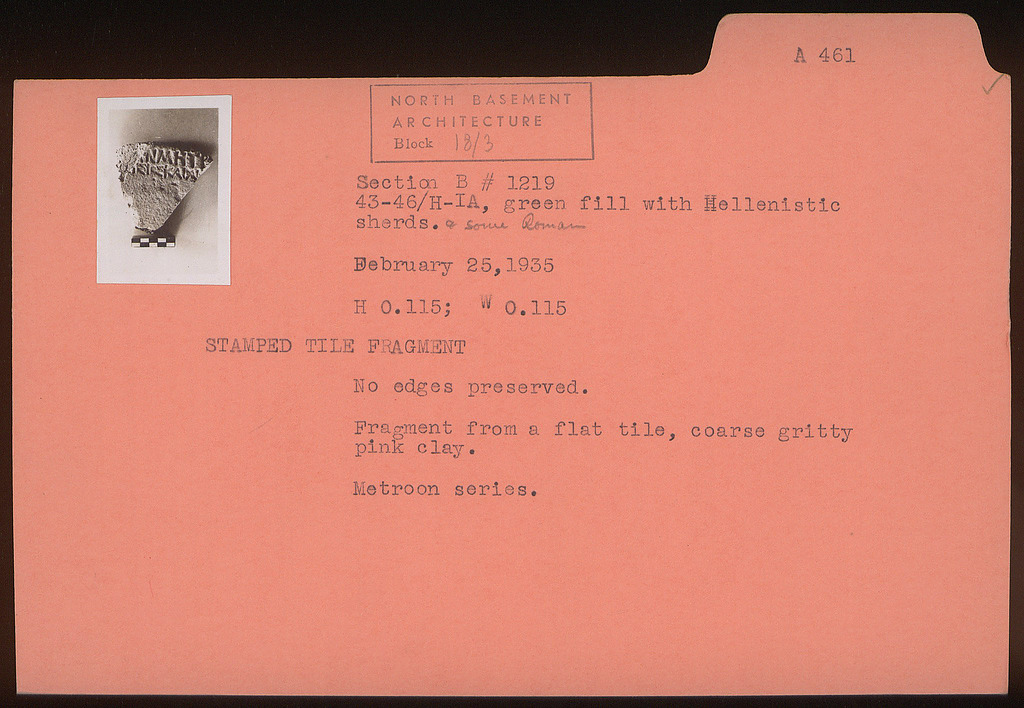 A 461
NORTH BASEMENT
ARCHITECTURE
Block 18/3
Section B # 1219
43-46/H-IA, green fill with Hellenistic
sherds. & some Roman
February 25,1935
H 0.115; W 0.115
STAMPED TILE FRAGMENT
No edges preserved.
Fragment from a flat tile, coarse gritty
pink clay.
Metroon series.